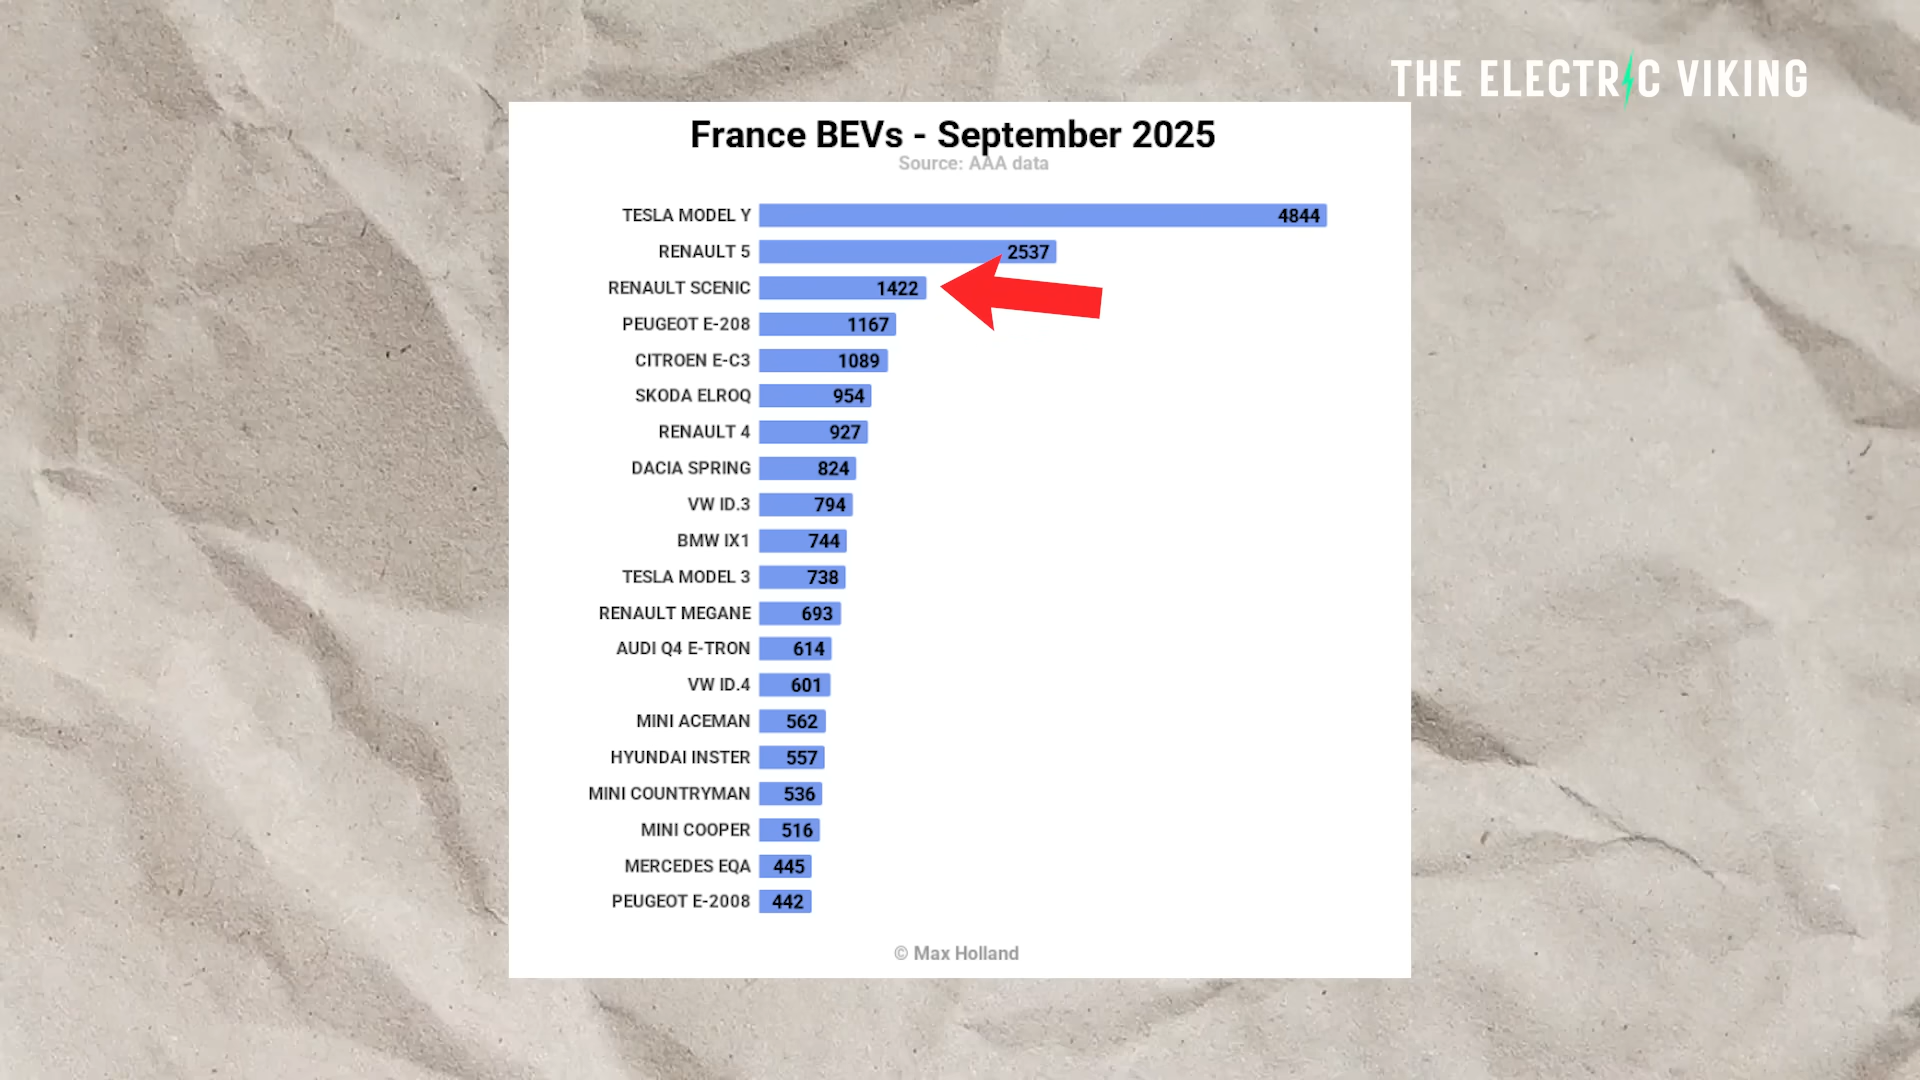 THE ELECTRIC VIKING
France BEVs - September 2025
Source: AAA data
TESLA MODEL Y 4844
RENAULT 5 2537
RENAULT SCENIC 1422
PEUGEOT E-208 1167
CITROEN E-C3 1089
SKODA ELROQ 954
RENAULT 4 927
DACIA SPRING 824
VW ID.3 794
BMW IX1 744
TESLA MODEL 3 738
RENAULT MEGANE 693
AUDI Q4 E-TRON 614
VW ID.4 601
MINI ACEMAN 562
HYUNDAI INSTER 557
MINI COUNTRYMAN 536
MINI COOPER 516
MERCEDES EQA 445
PEUGEOT E-2008 442
© Max Holland